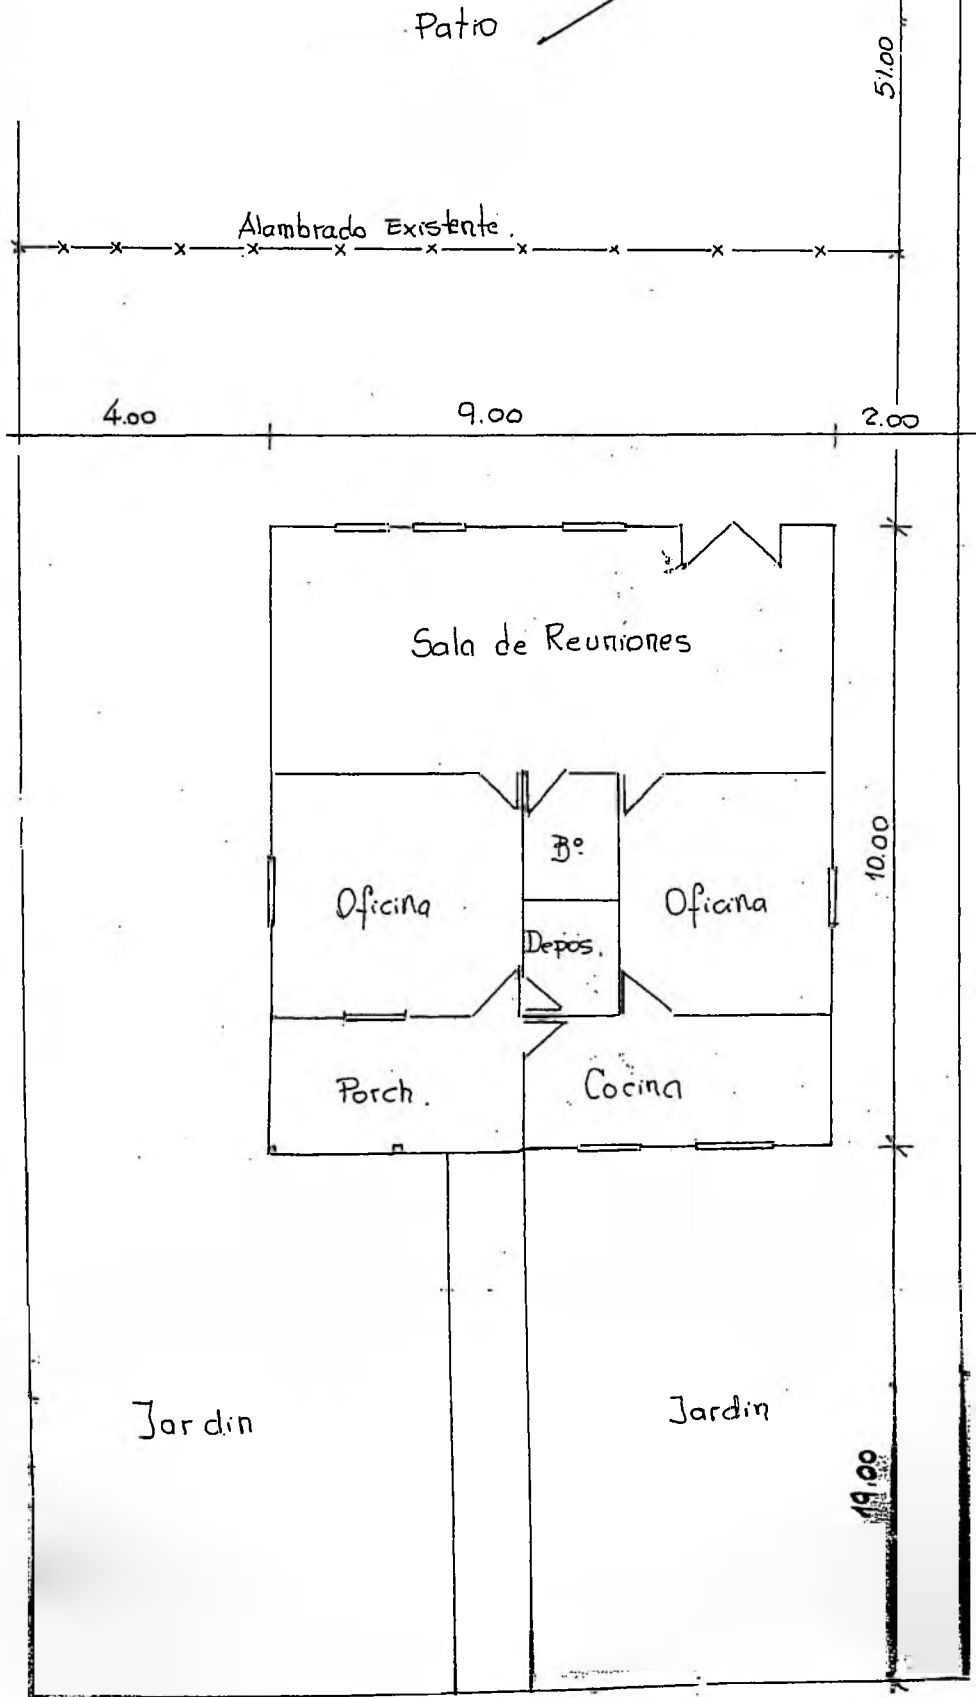 Patio
51.00
Alambrado Existente.
4.00 9.00 2.00
Sala de Reuniones
Oficina Bº Oficina
10.00
Depos.
Porch. Cocina
Jardin Jardin
19.00